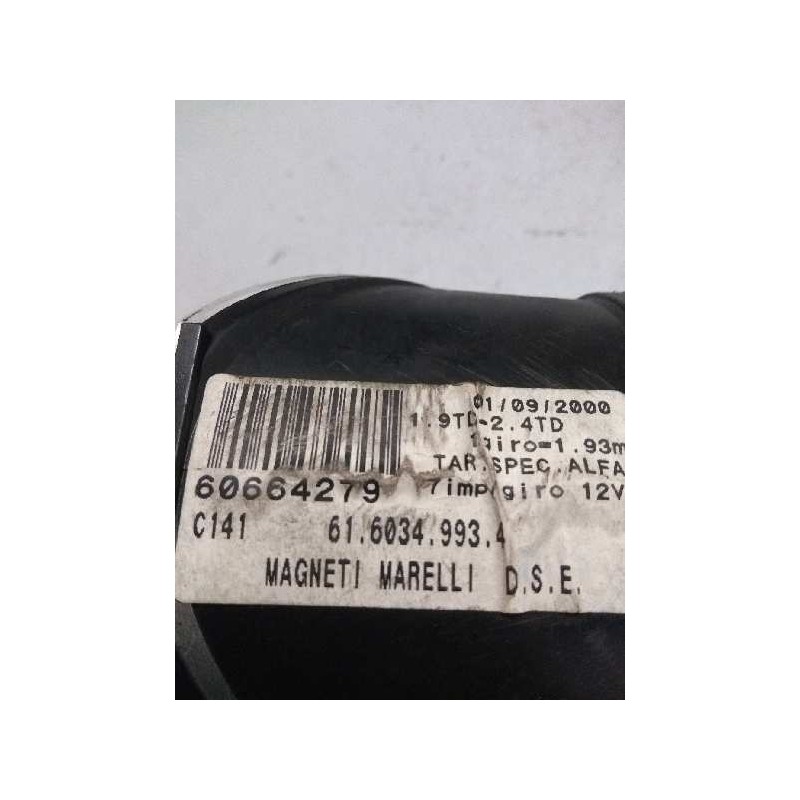 01/09/2000
1.9TD-2.4TD
1giro=1.93m
TAR.SPEC.ALFA
60664279 7imp/giro 12V
C141 61.6034.993.4
MAGNETI MARELLI D.S.E.